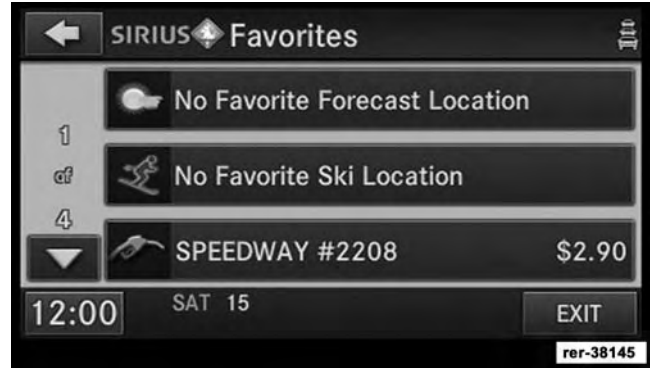 SIRIUS Favorites
No Favorite Forecast Location
1
of
4
No Favorite Ski Location
SPEEDWAY #2208 $2.90
12:00 SAT 15 EXIT
rer-38145